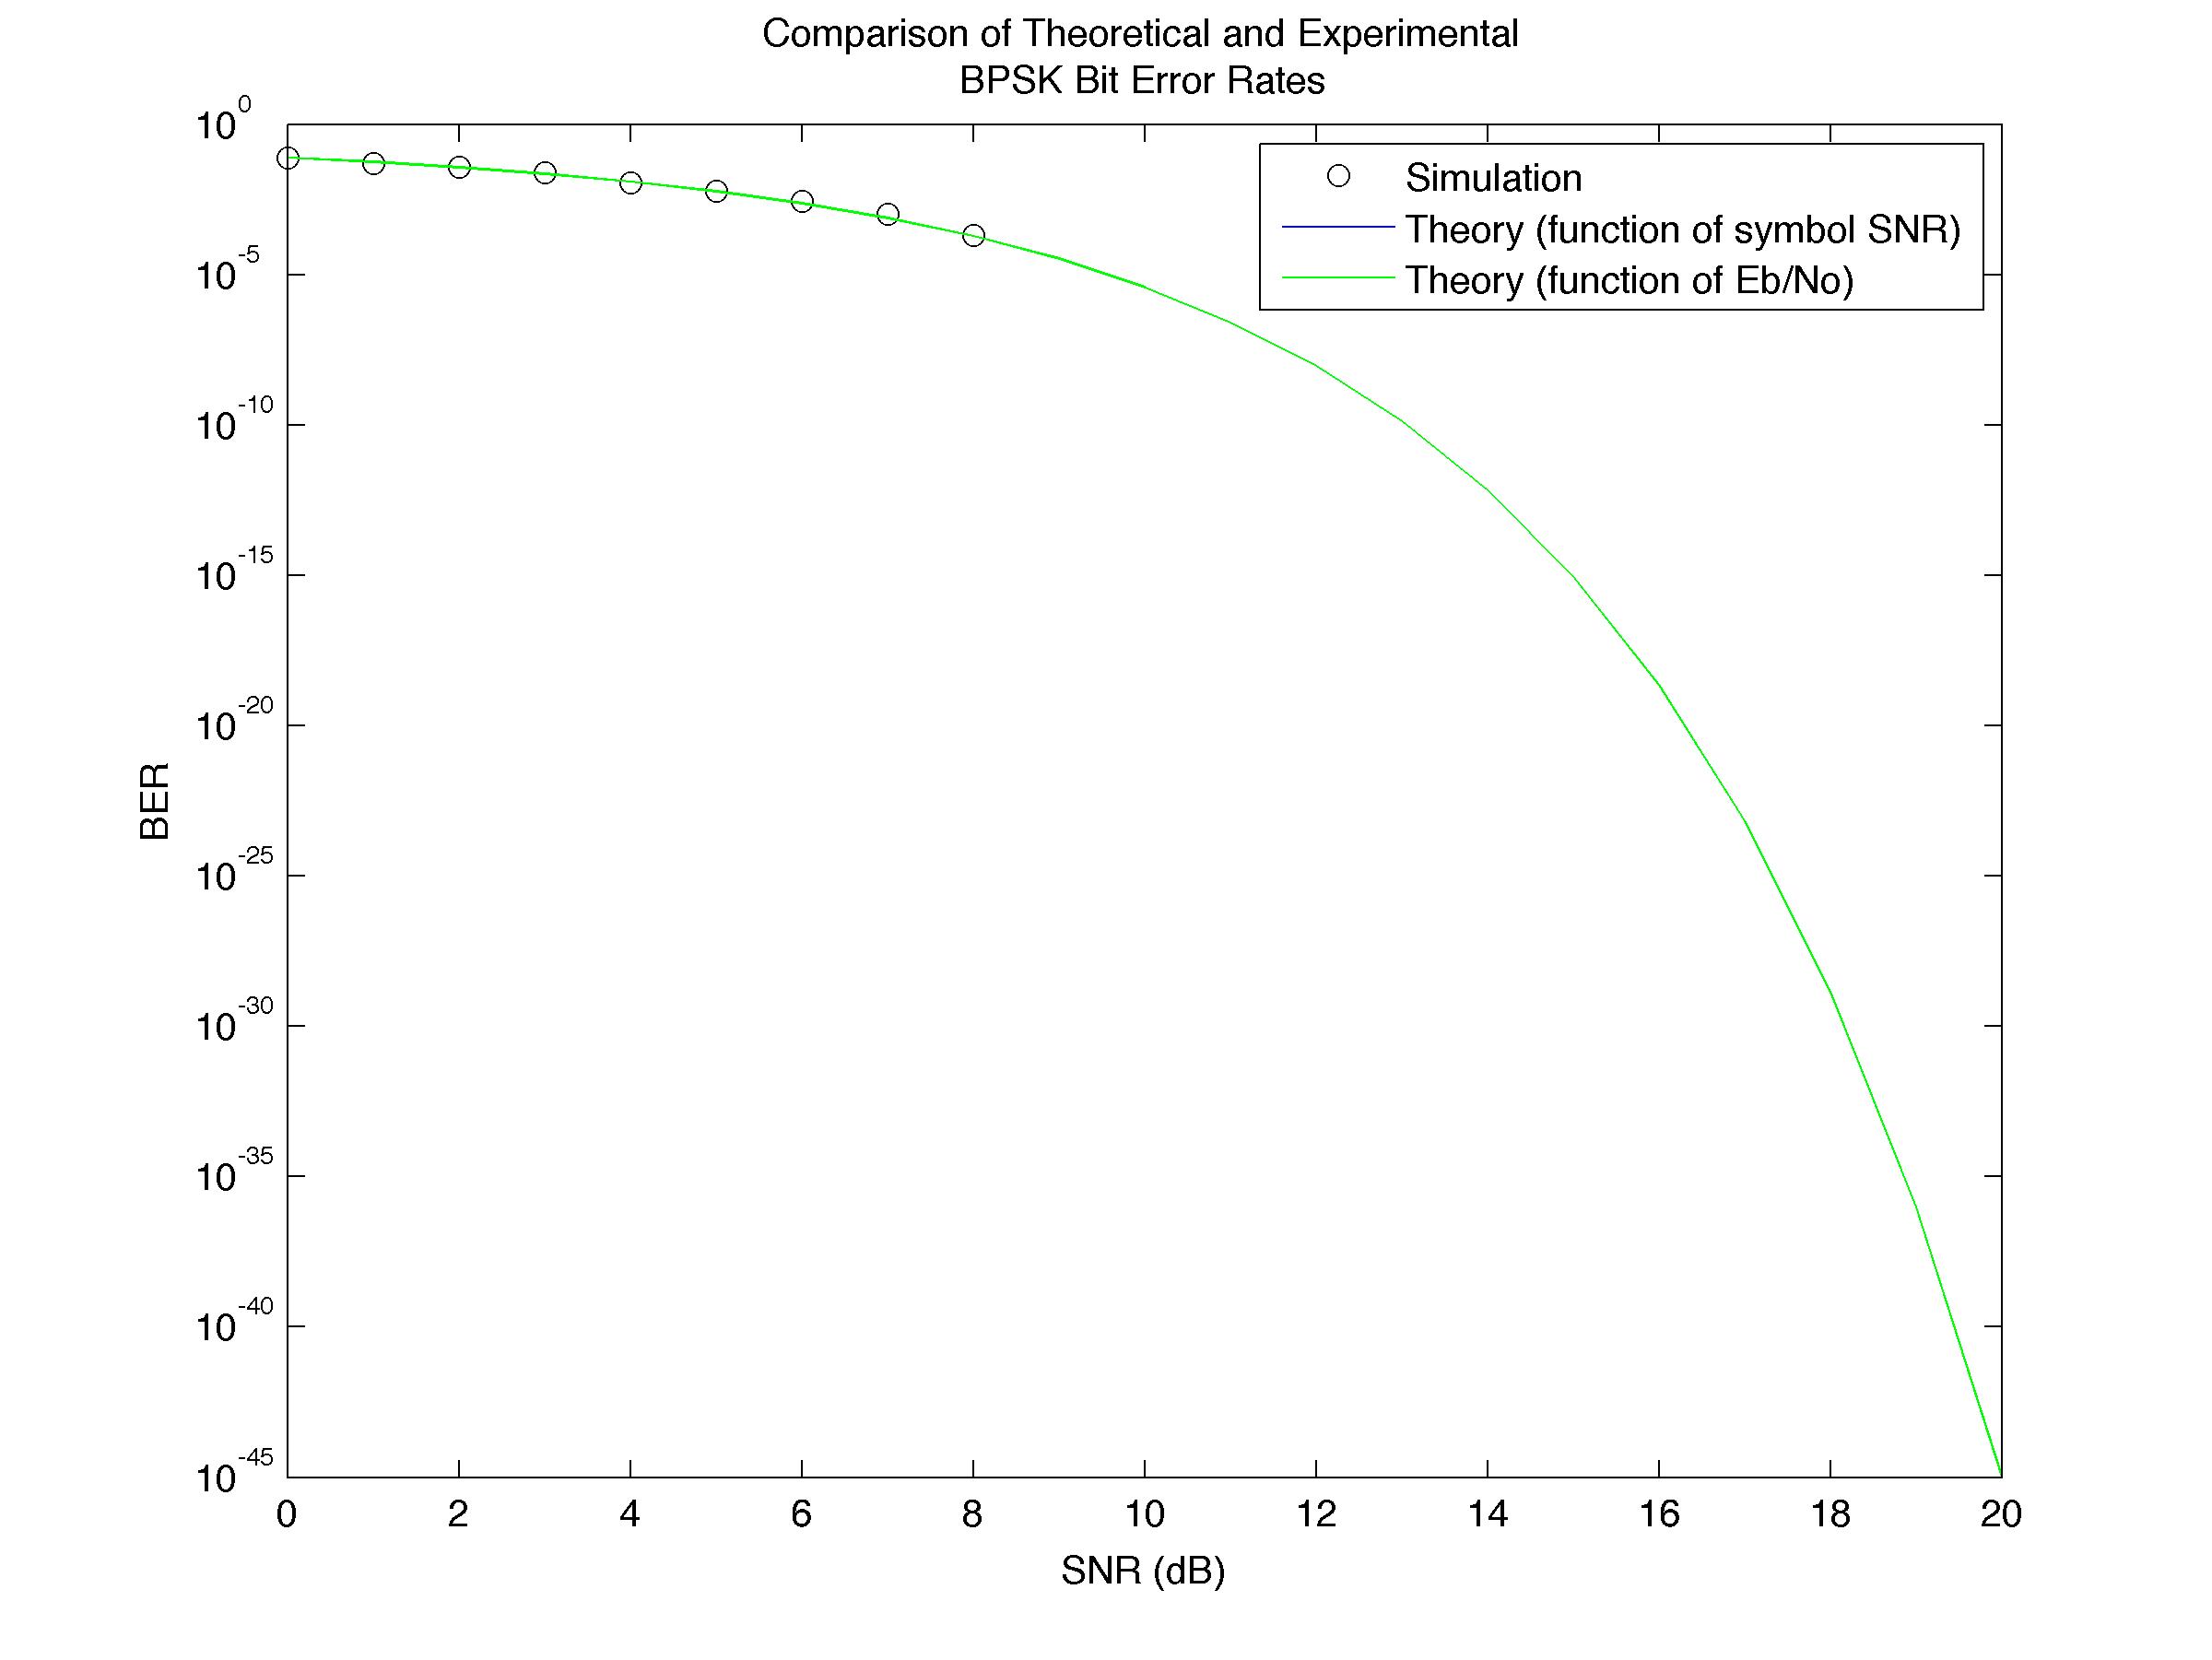 Comparison of Theoretical and Experimental
BPSK Bit Error Rates
10^0
10^-5
10^-10
10^-15
10^-20
10^-25
10^-30
10^-35
10^-40
10^-45
BER
Simulation
Theory (function of symbol SNR)
Theory (function of Eb/No)
0 2 4 6 8 10 12 14 16 18 20
SNR (dB)